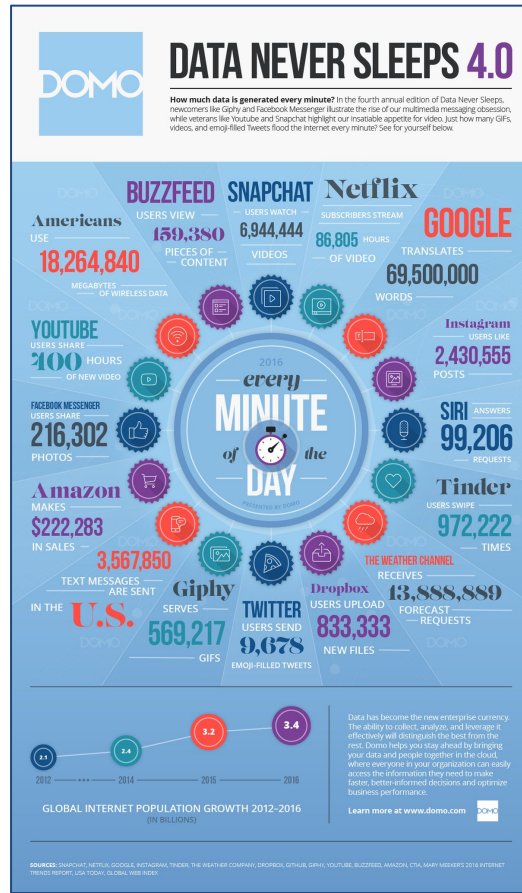 DOMO
DATA NEVER SLEEPS 4.0
How much data is generated every minute? In the fourth annual edition of Data Never Sleeps,
newcomers like Giphy and Facebook Messenger illustrate the rise of our multimedia messaging obsession,
while veterans like Youtube and Snapchat highlight our insatiable appetite for video. Just how many GIFs,
videos, and emoji-filled Tweets flood the internet every minute? See for yourself below.
Americans
USE
18,264,840
MEGABYTES
OF WIRELESS DATA
BUZZFEED
USERS VIEW
159,380
PIECES OF
CONTENT
SNAPCHAT
USERS WATCH
6,944,444
VIDEOS
Netflix
SUBSCRIBERS STREAM
86,805 HOURS
OF VIDEO
GOOGLE
TRANSLATES
69,500,000
WORDS
Instagram
USERS LIKE
2,430,555
POSTS
SIRI ANSWERS
99,206
REQUESTS
Tinder
USERS SWIPE
972,222
TIMES
THE WEATHER CHANNEL
RECEIVES
13,888,889
FORECAST
REQUESTS
Dropbox
USERS UPLOAD
833,333
NEW FILES
TWITTER
USERS SEND
9,678
EMOJI-FILLED TWEETS
Giphy
SERVES
569,217
GIFS
3,567,850
TEXT MESSAGES
ARE SENT
IN THE U.S.
Amazon
MAKES
$222,283
IN SALES
FACEBOOK MESSENGER
USERS SHARE
216,302
PHOTOS
YOUTUBE
USERS SHARE
400 HOURS
OF NEW VIDEO
2016
every
MINUTE
of the
DAY
PRESENTED BY DOMO
2.1
2.4
3.2
3.4
2012
2014
2015
2016
GLOBAL INTERNET POPULATION GROWTH 2012–2016
(IN BILLIONS)
Data has become the new enterprise currency.
The ability to collect, analyze, and leverage it
effectively will distinguish the best from the
rest. Domo helps you stay ahead by bringing
your data and people together in the cloud,
where everyone in your organization can easily
access the information they need to make
faster, better-informed decisions and optimize
business performance.
Learn more at www.domo.com
DOMO
SOURCES: SNAPCHAT, NETFLIX, GOOGLE, INSTAGRAM, TINDER, THE WEATHER COMPANY, DROPBOX, GITHUB, GIPHY, YOUTUBE, BUZZFEED, AMAZON, CTIA, MARY MEEKER'S 2016 INTERNET
TRENDS REPORT, USA TODAY, GLOBAL WEB INDEX